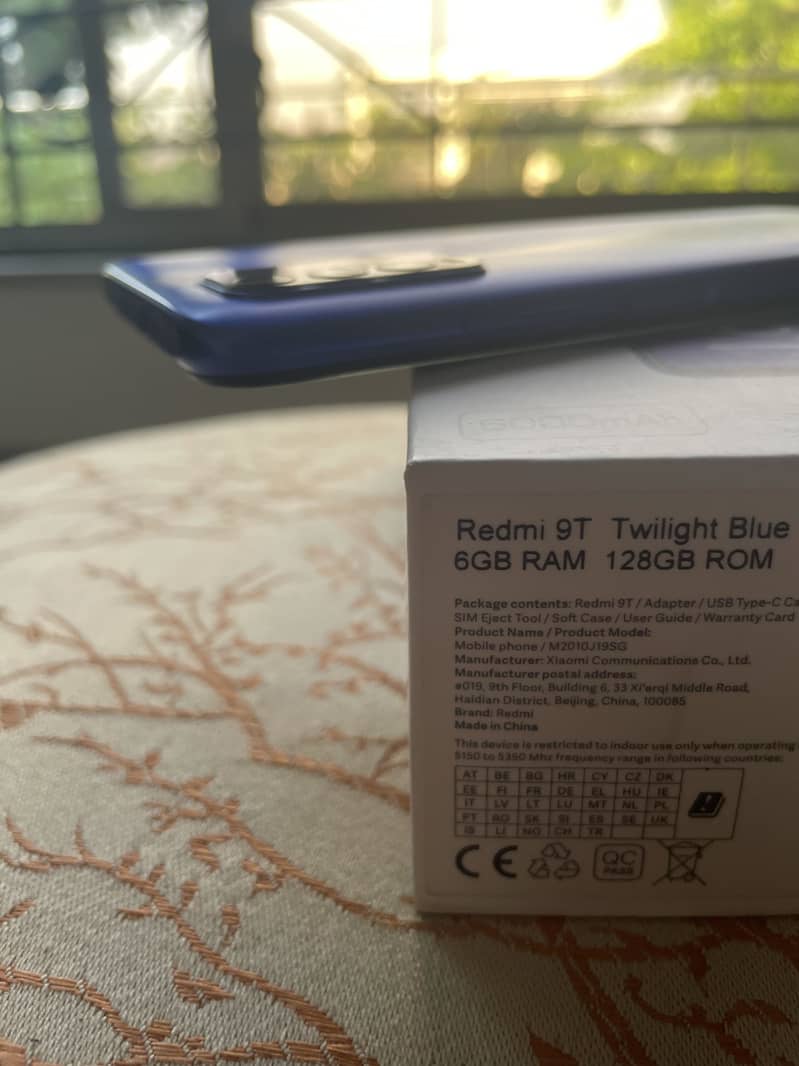 Redmi 9T Twilight Blue
6GB RAM 128GB ROM
Package contents: Redmi 9T / Adapter / USB Type-C Ca
SIM Eject Tool / Soft Case / User Guide / Warranty Card
Product Name / Product Model:
Mobile phone / M2010J19SG
Manufacturer: Xiaomi Communications Co., Ltd.
Manufacturer postal address:
#019, 9th Floor, Building 6, 33 Xi'erqi Middle Road,
Haidian District, Beijing, China, 100085
Brand: Redmi
Made in China
This device is restricted to indoor use only when operating
5150 to 5350 Mhz frequency range in following countries:
AT BE BG HR CY CZ DK
EE FI FR DE EL HU IE
IT LV LT LU MT NL PL
PT RO SK SI ES SE UK
IS LI NO CH TR
CE QC
PASS